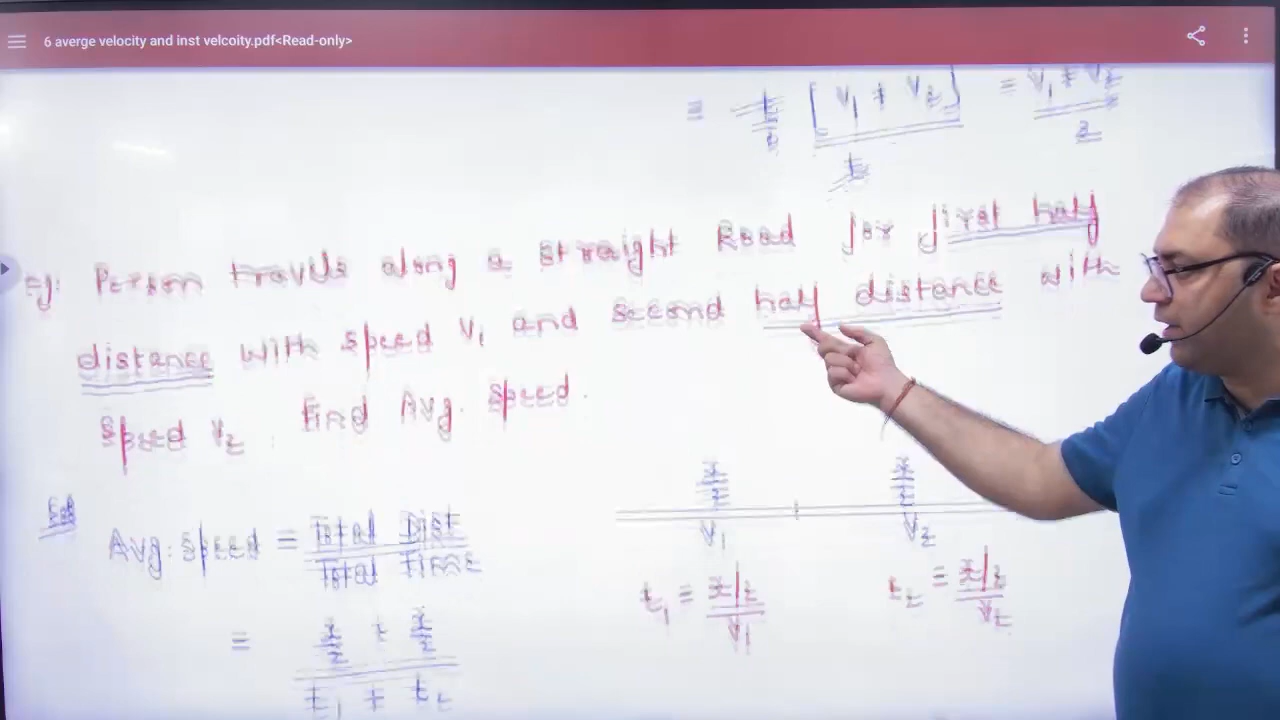 6 averge velocity and inst velcoity.pdf<Read-only>
= t/2 [V₁ + V₂] / t = V₁ + V₂ / 2
Eg: Person travels along a straight Road for first half
distance with speed V₁ and second half distance with
speed V₂. Find Avg. speed.
Sol
x/2 x/2
V₁ V₂
Avg. speed = Total Dist / Total Time
t₁ = x/2 / V₁ t₂ = x/2 / V₂
= x/2 + x/2 / t₁ + t₂